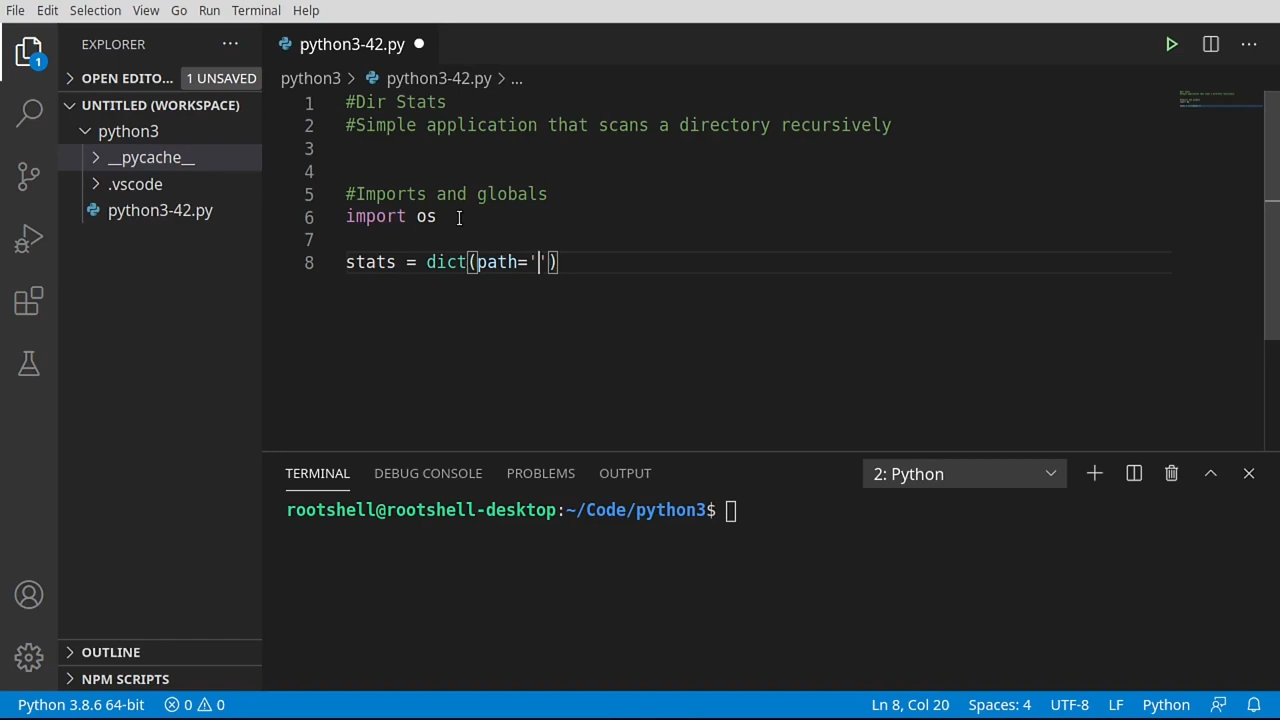 File Edit Selection View Go Run Terminal Help
EXPLORER ...
python3-42.py
OPEN EDITO... 1 UNSAVED
UNTITLED (WORKSPACE)
python3
__pycache__
.vscode
python3-42.py
OUTLINE
NPM SCRIPTS
1
python3 > python3-42.py > ...
1 #Dir Stats
2 #Simple application that scans a directory recursively
3
4
5 #Imports and globals
6 import os
7
8 stats = dict(path='')
TERMINAL DEBUG CONSOLE PROBLEMS OUTPUT 2: Python
rootshell@rootshell-desktop:~/Code/python3$
Python 3.8.6 64-bit 0 0 Ln 8, Col 20 Spaces: 4 UTF-8 LF Python